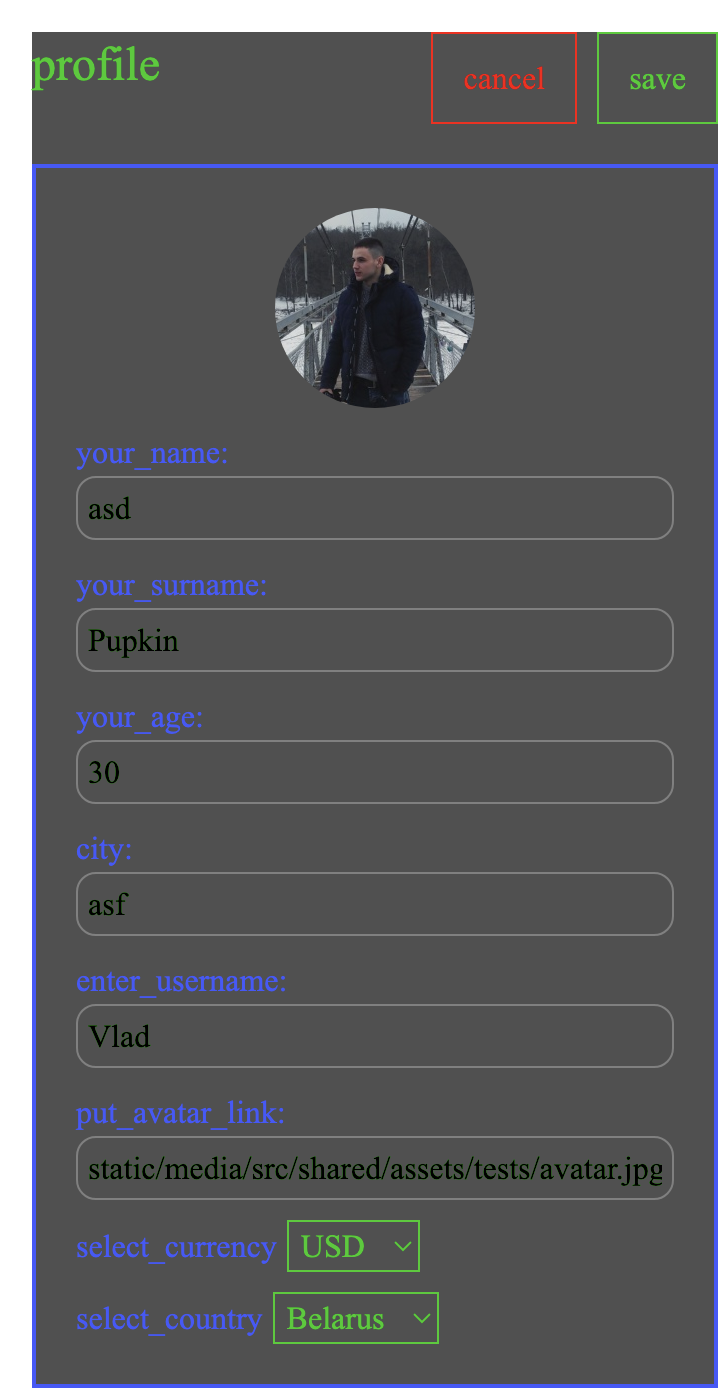 profile
cancel
save
your_name:
asd
your_surname:
Pupkin
your_age:
30
city:
asf
enter_username:
Vlad
put_avatar_link:
static/media/src/shared/assets/tests/avatar.jpg
select_currency USD
select_country Belarus